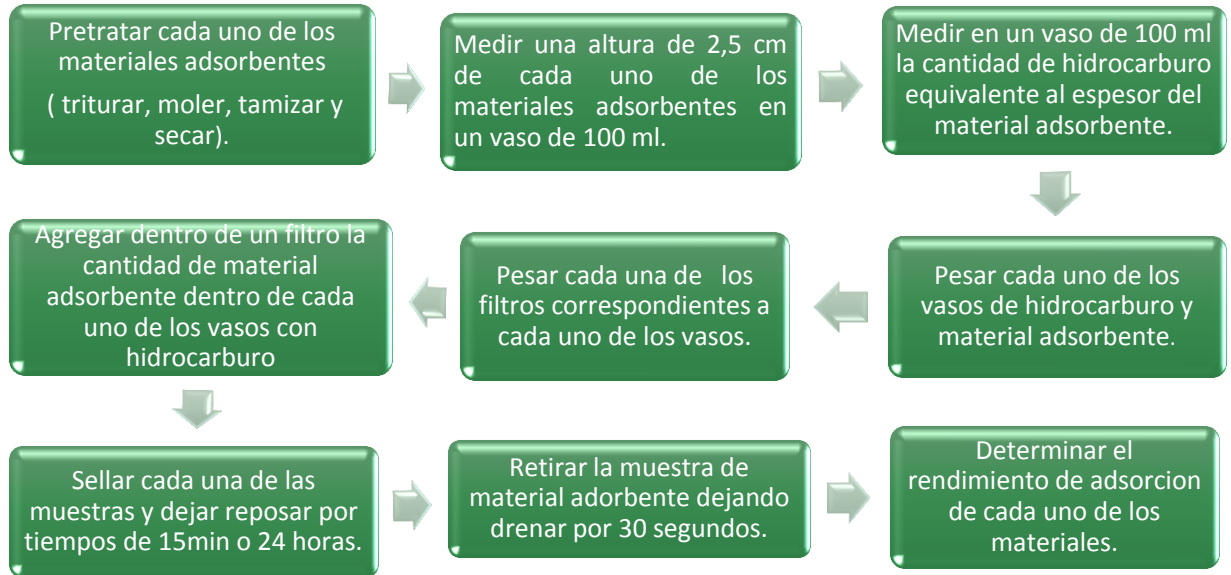 Pretratar cada uno de los
materiales adsorbentes
( triturar, moler, tamizar y
secar).
Medir una altura de 2,5 cm
de cada uno de los
materiales adsorbentes en
un vaso de 100 ml.
Medir en un vaso de 100 ml
la cantidad de hidrocarburo
equivalente al espesor del
material adsorbente.
Pesar cada uno de los
vasos de hidrocarburo y
material adsorbente.
Pesar cada una de los
filtros correspondientes a
cada uno de los vasos.
Agregar dentro de un filtro la
cantidad de material
adsorbente dentro de cada
uno de los vasos con
hidrocarburo
Sellar cada una de las
muestras y dejar reposar por
tiempos de 15min o 24 horas.
Retirar la muestra de
material adorbente dejando
drenar por 30 segundos.
Determinar el
rendimiento de adsorcion
de cada uno de los
materiales.